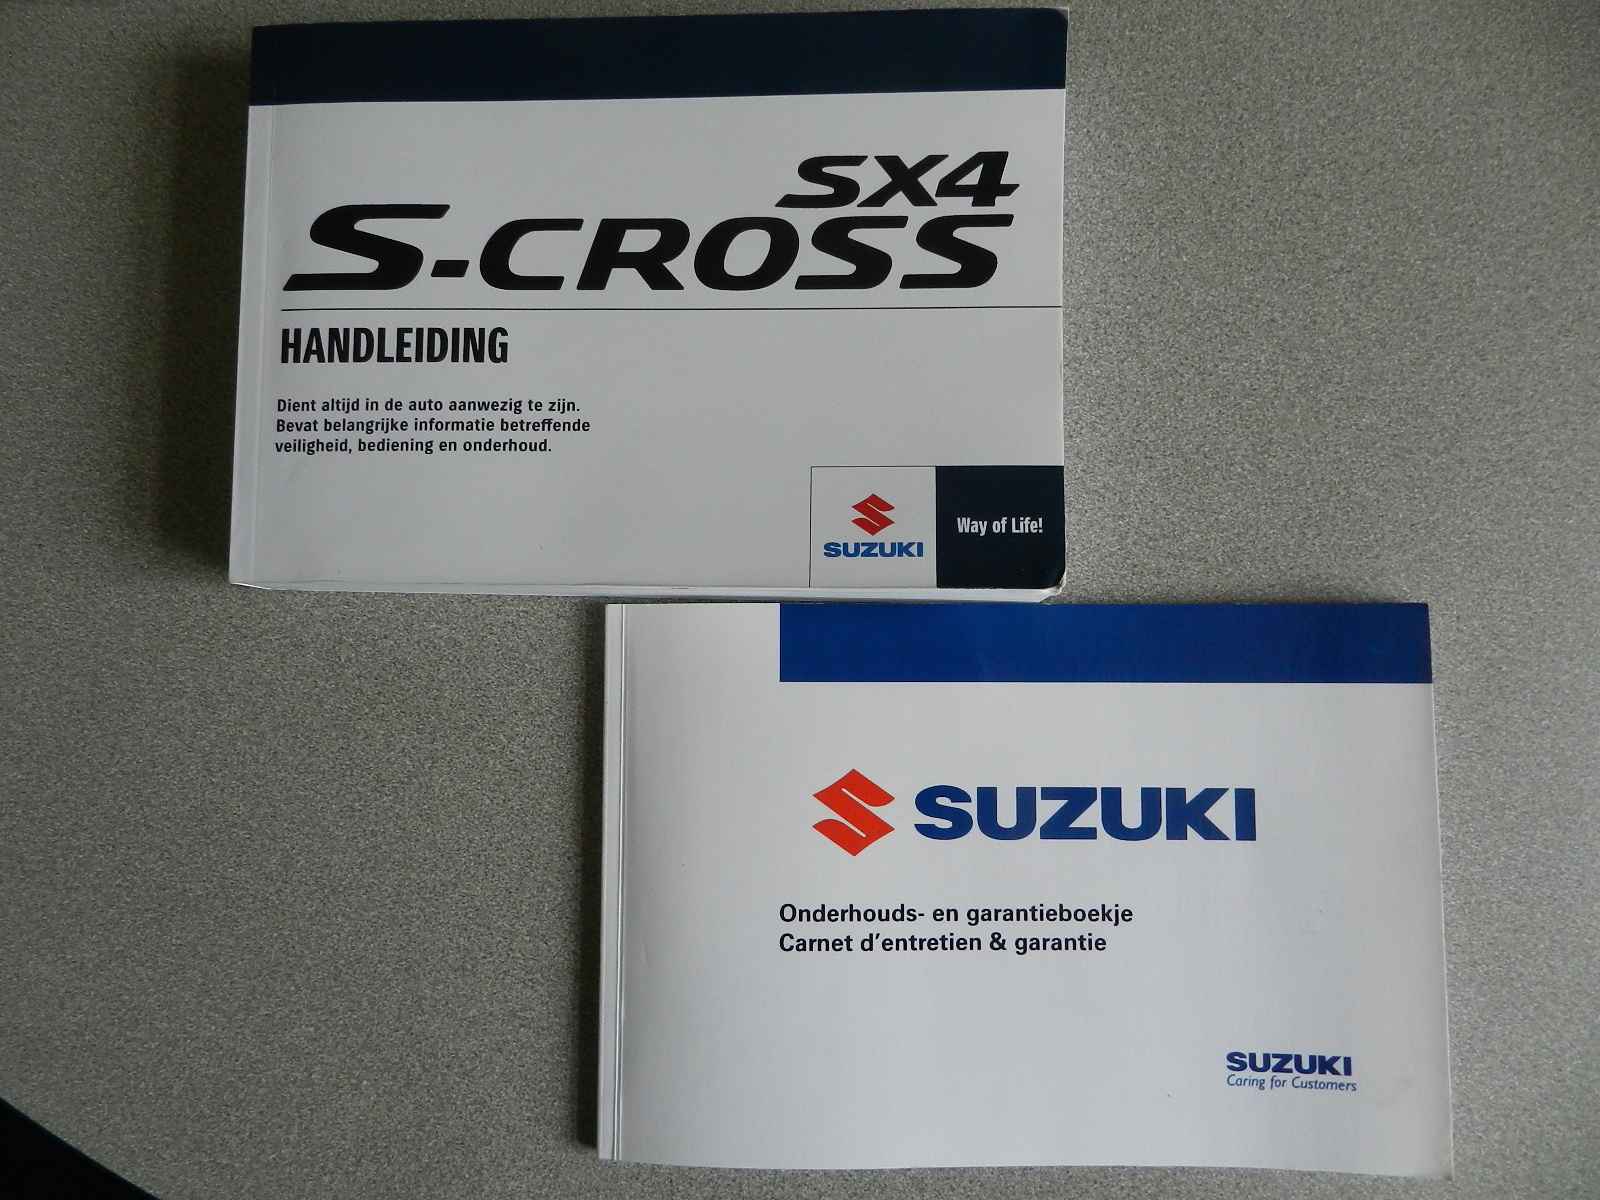 SX4
S-CROSS
HANDLEIDING
Dient altijd in de auto aanwezig te zijn.
Bevat belangrijke informatie betreffende
veiligheid, bediening en onderhoud.
SUZUKI
Way of Life!
SUZUKI
Onderhouds- en garantieboekje
Carnet d'entretien & garantie
SUZUKI
Caring for Customers